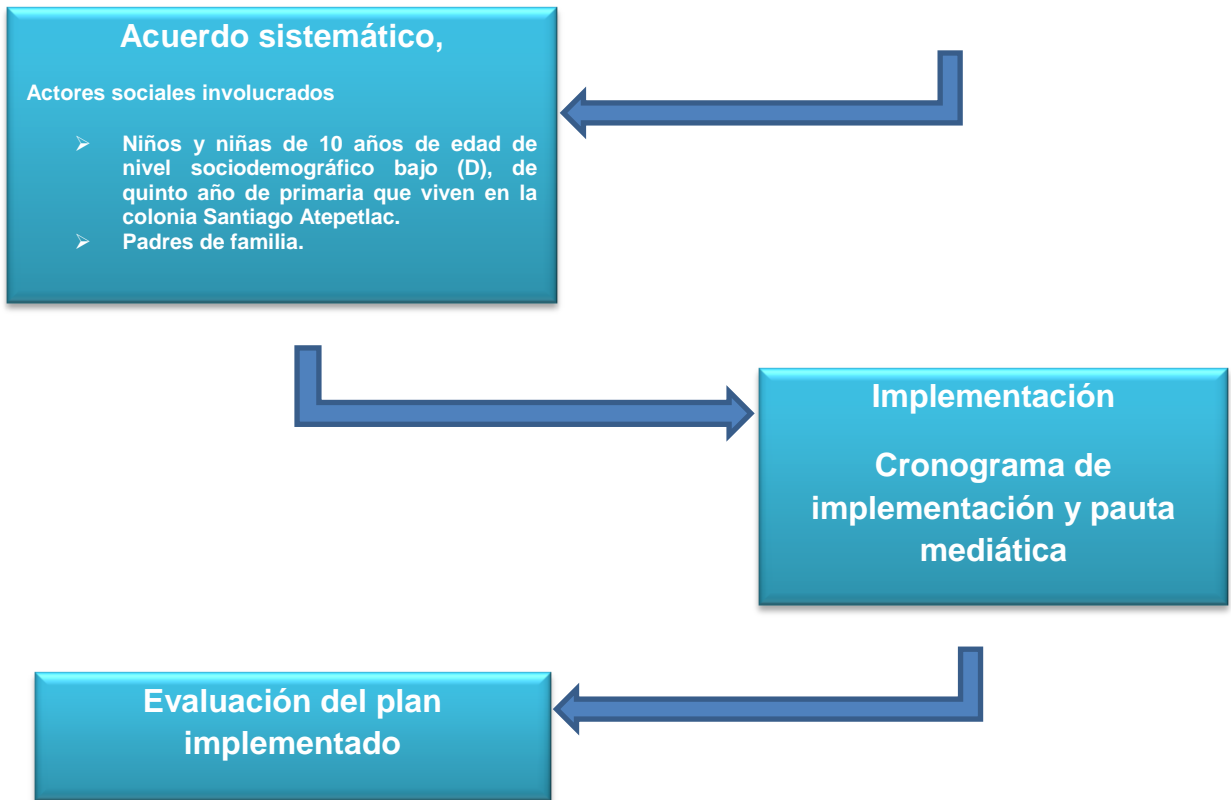 Acuerdo sistemático,
Actores sociales involucrados
➢ Niños y niñas de 10 años de edad de
nivel sociodemográfico bajo (D), de
quinto año de primaria que viven en la
colonia Santiago Atepetlac.
➢ Padres de familia.
Implementación
Cronograma de
implementación y pauta
mediática
Evaluación del plan
implementado